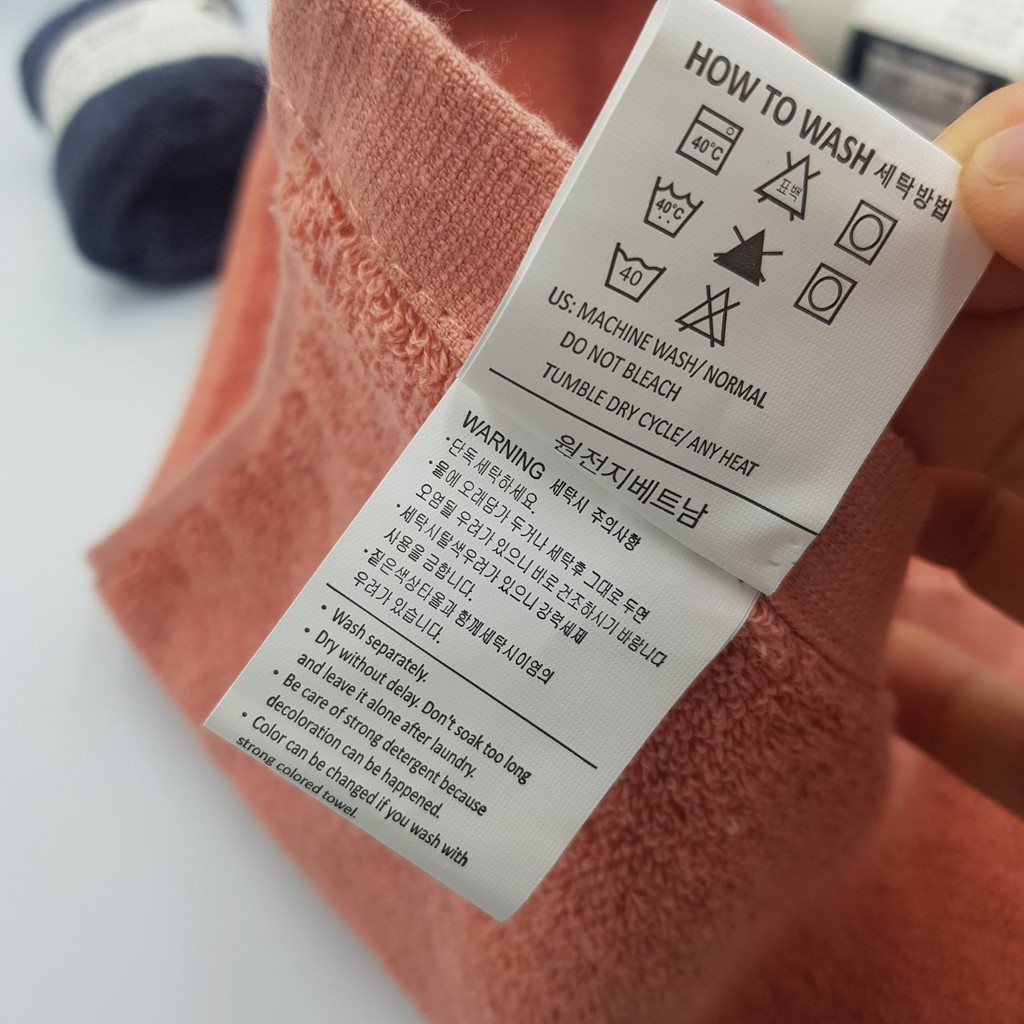 HOW TO WASH 세탁방법
40°C
표백
40°C
40
US: MACHINE WASH/ NORMAL
DO NOT BLEACH
TUMBLE DRY CYCLE/ ANY HEAT
원전지베트남
WARNING 세탁시 주의사항
·단독세탁하세요.
·물에 오래담가 두거나 세탁후 그대로 두면
오염될 우려가 있으니 바로 건조하시기 바랍니다
·세탁시탈색우려가 있으니 강력세제
사용을 금합니다.
·짙은색상타올과 함께세탁시이염의
우려가 있습니다.
• Wash separately.
• Dry without delay. Don't soak too long
and leave it alone after laundry.
• Be care of strong detergent because
decoloration can be happened.
• Color can be changed if you wash with
strong colored towel.